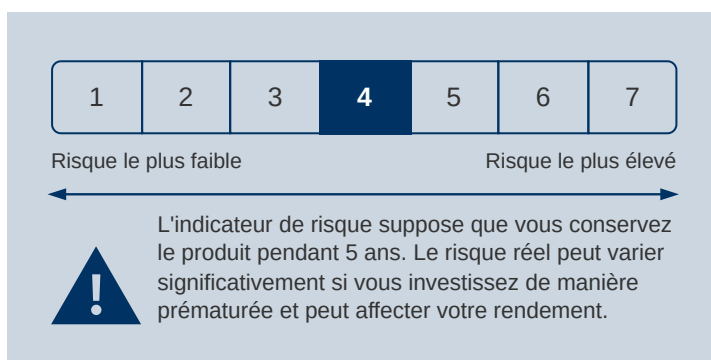 1 2 3 4 5 6 7
Risque le plus faible Risque le plus élevé
L'indicateur de risque suppose que vous conservez
le produit pendant 5 ans. Le risque réel peut varier
significativement si vous investissez de manière
prématurée et peut affecter votre rendement.
!